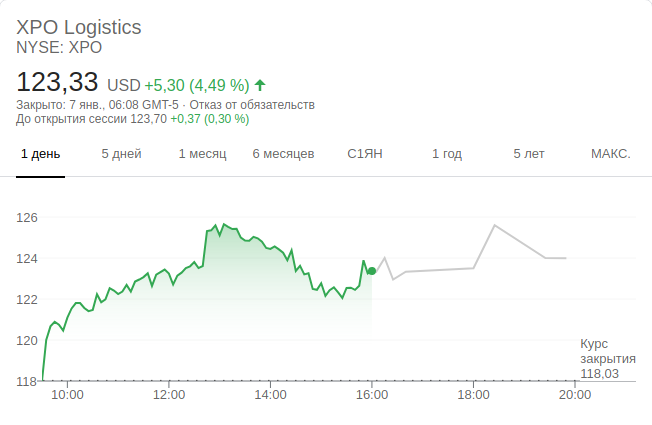 XPO Logistics
NYSE: XPO
123,33 USD +5,30 (4,49 %)
Закрыто: 7 янв., 06:08 GMT-5 · Отказ от обязательств
До открытия сессии 123,70 +0,37 (0,30 %)
1 день 5 дней 1 месяц 6 месяцев С1ЯН 1 год 5 лет МАКС.
126
124
122
120
Курс
закрытия
118,03
118
10:00 12:00 14:00 16:00 18:00 20:00